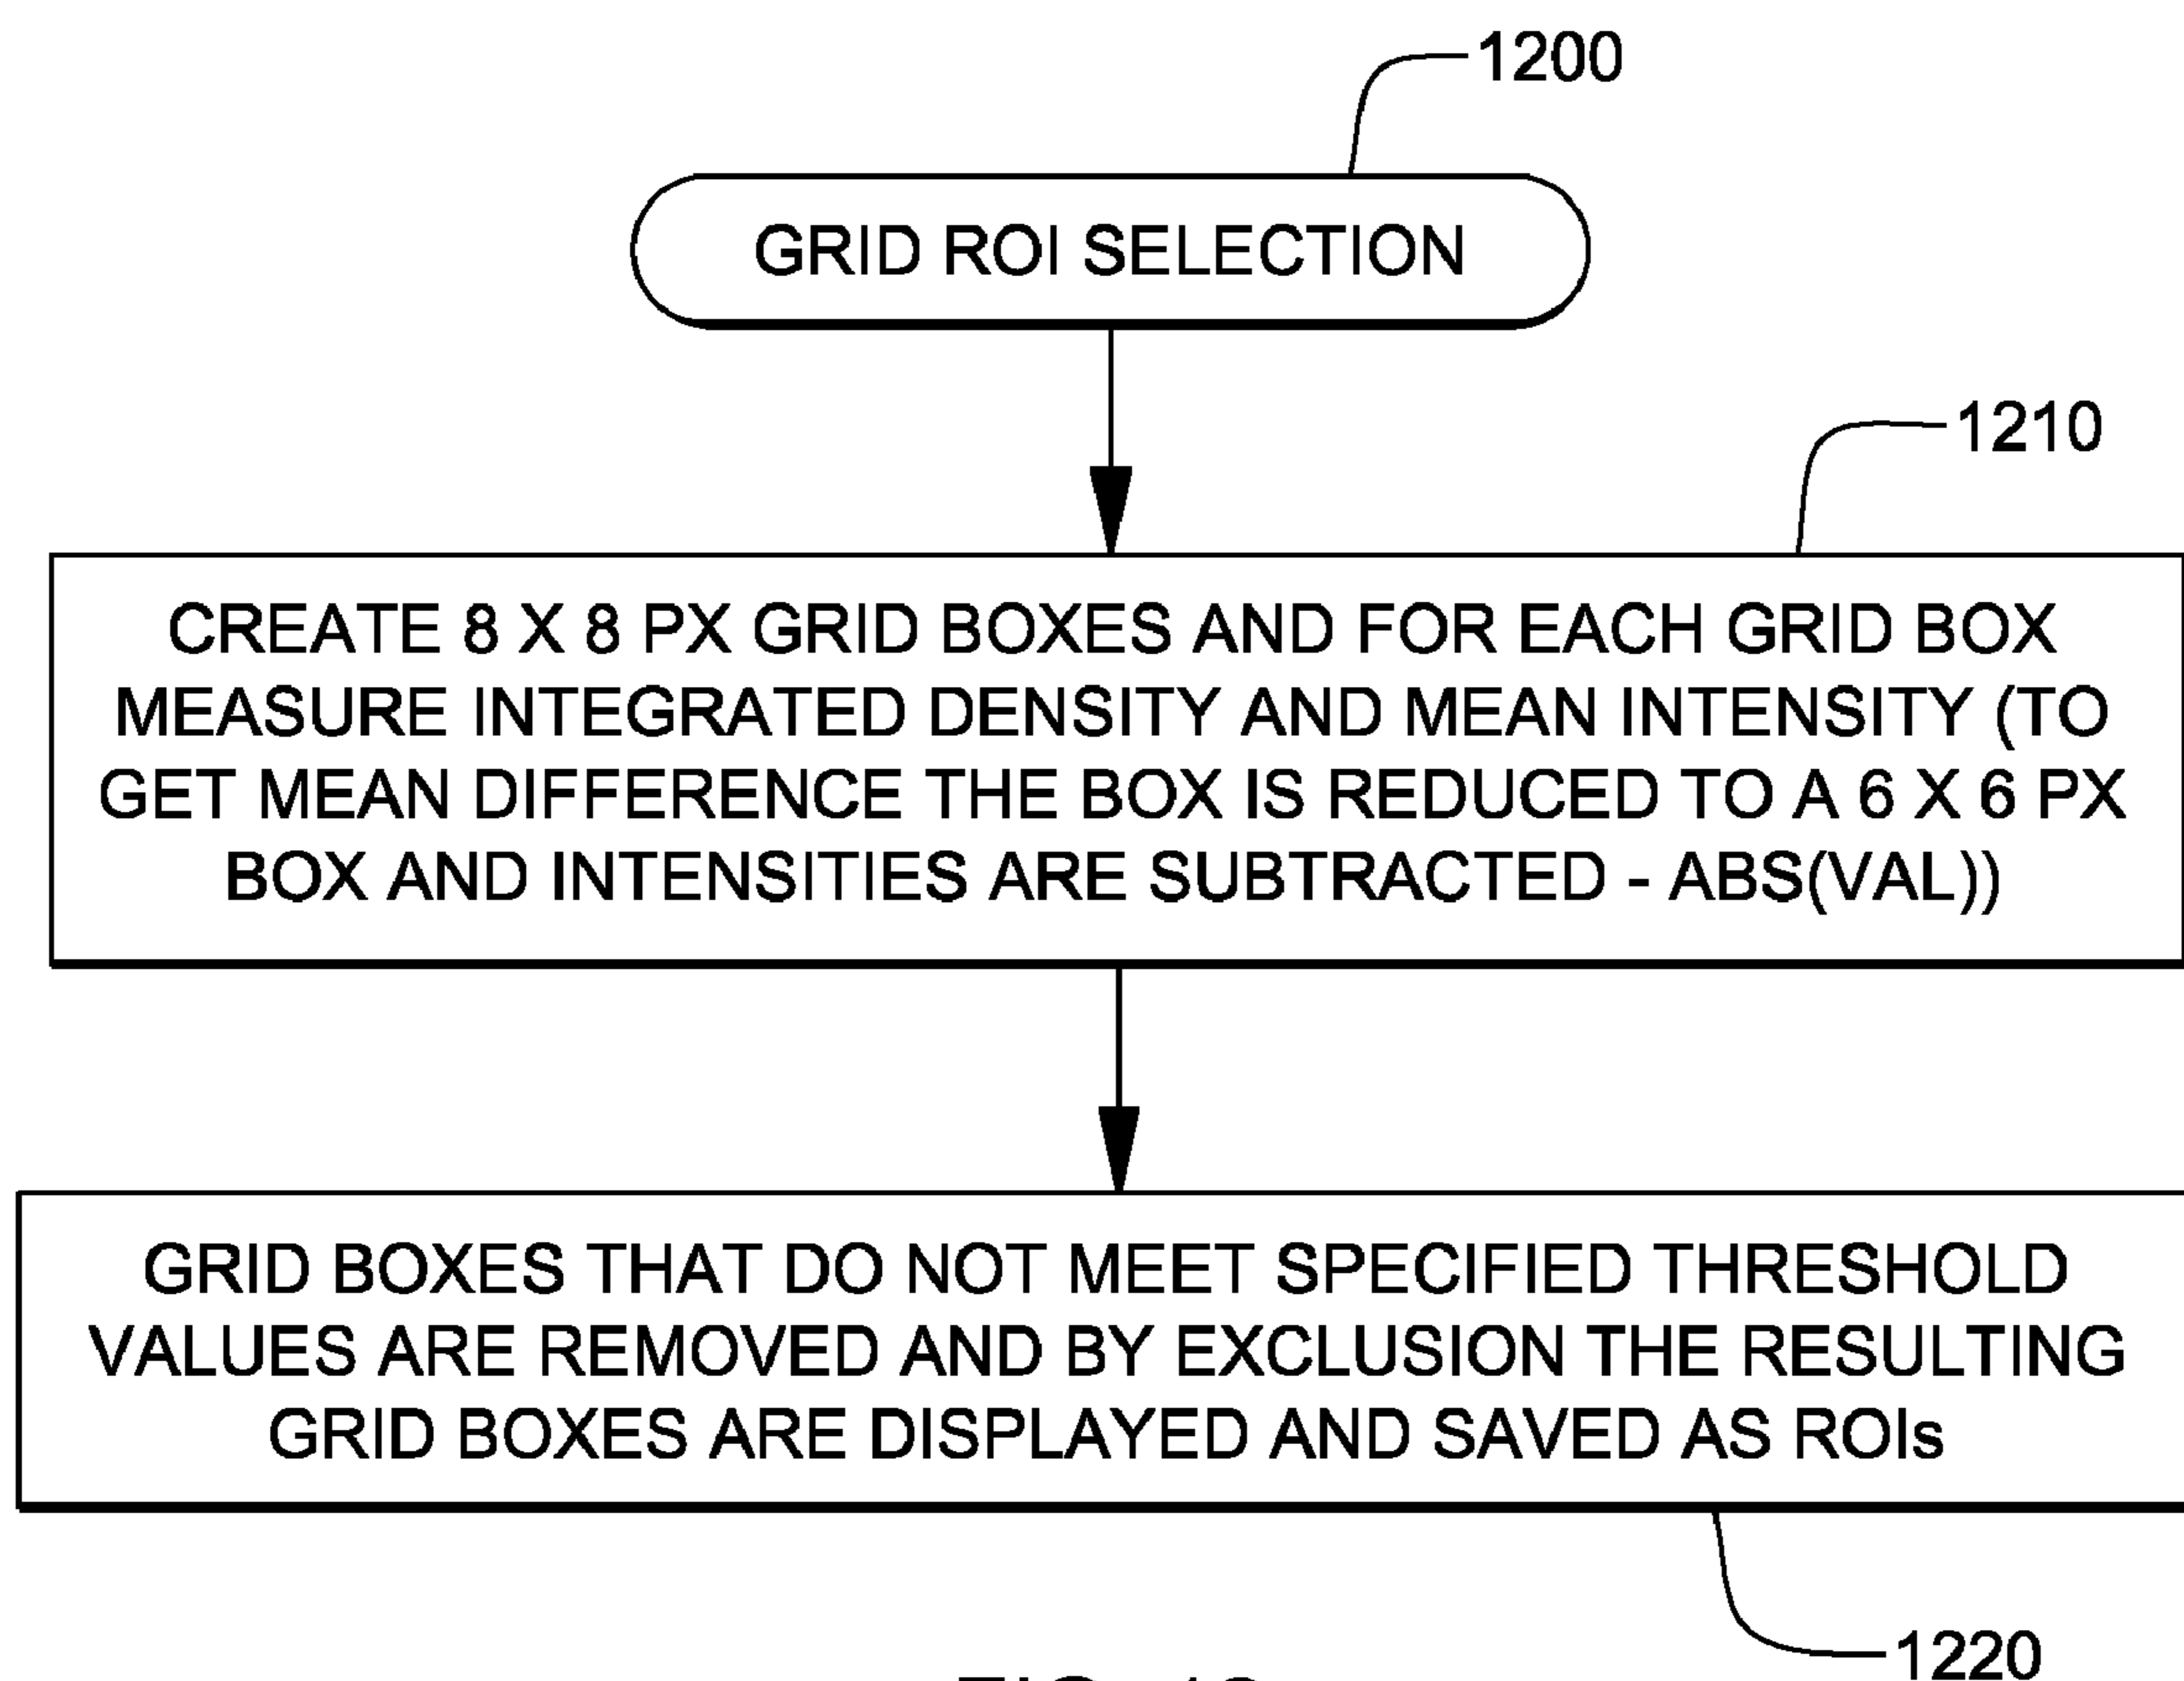 1200
GRID ROI SELECTION
1210
CREATE 8 X 8 PX GRID BOXES AND FOR EACH GRID BOX
MEASURE INTEGRATED DENSITY AND MEAN INTENSITY (TO
GET MEAN DIFFERENCE THE BOX IS REDUCED TO A 6 X 6 PX
BOX AND INTENSITIES ARE SUBTRACTED - ABS(VAL))
GRID BOXES THAT DO NOT MEET SPECIFIED THRESHOLD
VALUES ARE REMOVED AND BY EXCLUSION THE RESULTING
GRID BOXES ARE DISPLAYED AND SAVED AS ROIs
1220